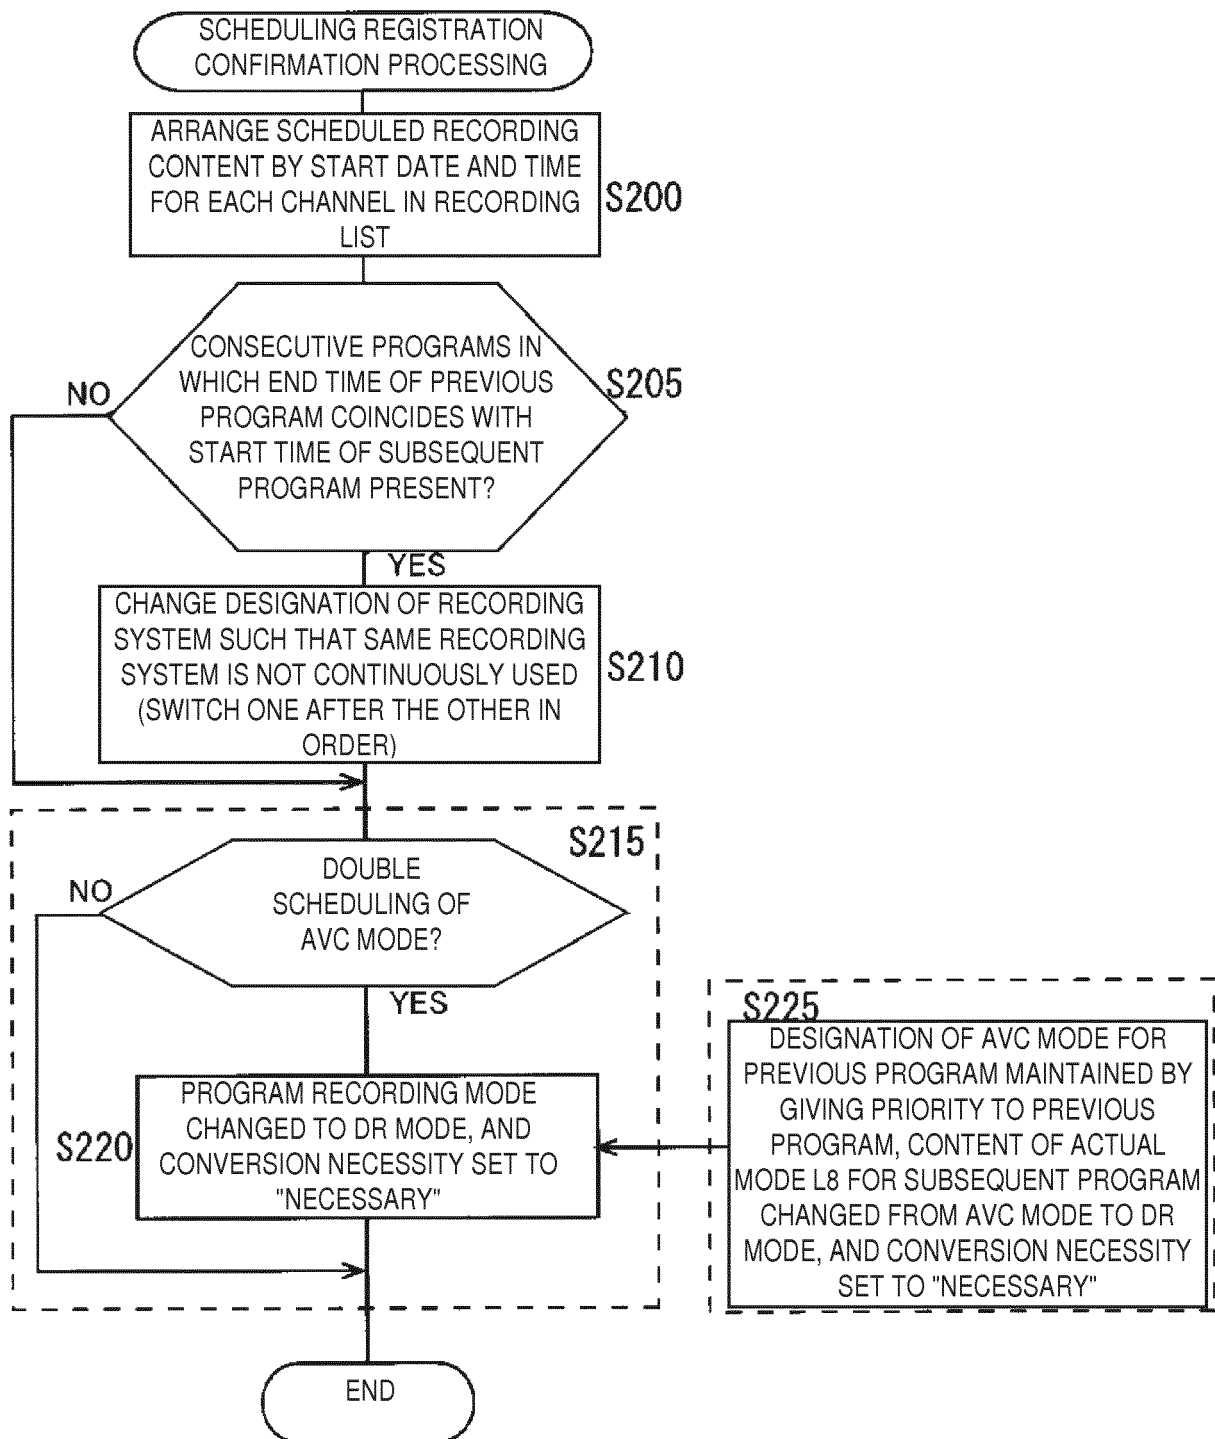 SCHEDULING REGISTRATION
CONFIRMATION PROCESSING
ARRANGE SCHEDULED RECORDING
CONTENT BY START DATE AND TIME
FOR EACH CHANNEL IN RECORDING
LIST
S200
CONSECUTIVE PROGRAMS IN
WHICH END TIME OF PREVIOUS
PROGRAM COINCIDES WITH
START TIME OF SUBSEQUENT
PROGRAM PRESENT?
S205
NO
YES
CHANGE DESIGNATION OF RECORDING
SYSTEM SUCH THAT SAME RECORDING
SYSTEM IS NOT CONTINUOUSLY USED
(SWITCH ONE AFTER THE OTHER IN
ORDER)
S210
S215
DOUBLE
SCHEDULING OF
AVC MODE?
NO
YES
PROGRAM RECORDING MODE
CHANGED TO DR MODE, AND
CONVERSION NECESSITY SET TO
"NECESSARY"
S220
S225
DESIGNATION OF AVC MODE FOR
PREVIOUS PROGRAM MAINTAINED BY
GIVING PRIORITY TO PREVIOUS
PROGRAM, CONTENT OF ACTUAL
MODE L8 FOR SUBSEQUENT PROGRAM
CHANGED FROM AVC MODE TO DR
MODE, AND CONVERSION NECESSITY
SET TO "NECESSARY"
END